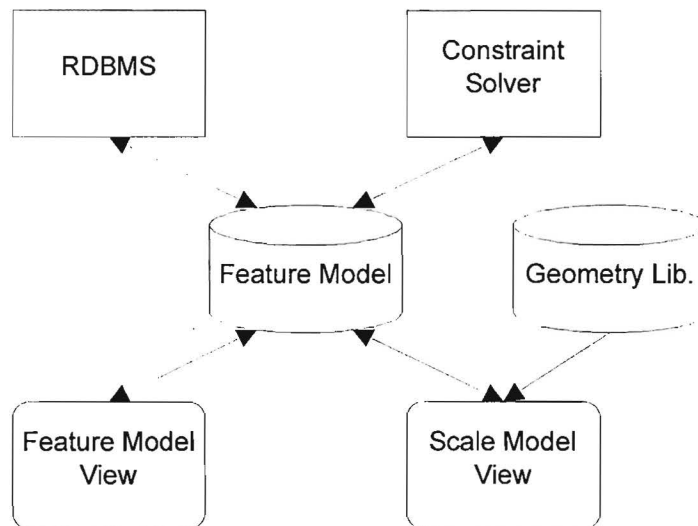 RDBMS
Constraint
Solver
Feature Model
Geometry Lib.
Feature Model
View
Scale Model
View